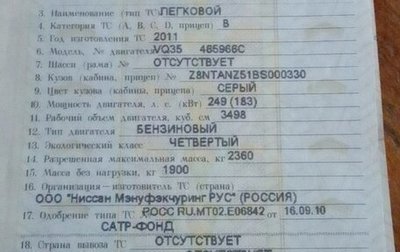 3. Наименование (тип ТС) ЛЕГКОВОЙ
4. Категория ТС (A, B, C, D, прицеп) B
5. Год изготовления ТС 2011
6. Модель, № двигателя VQ35 465966C
7. Шасси (рама) № ОТСУТСТВУЕТ
8. Кузов (кабина, прицеп) № Z8NTANZ51BS000330
9. Цвет кузова (кабины, прицепа) СЕРЫЙ
10. Мощность двигателя, л. с. (кВт) 249 (183)
11. Рабочий объем двигателя, куб. см 3498
12. Тип двигателя БЕНЗИНОВЫЙ
13. Экологический класс ЧЕТВЕРТЫЙ
14. Разрешенная максимальная масса, кг 2360
15. Масса без нагрузки, кг 1900
16. Организация – изготовитель ТС (страна)
ООО "Ниссан Мэнуфэкчуринг РУС" (РОССИЯ)
17. Одобрение типа ТС № РОСС RU.МТ02.Е06842 от 16.09.10
САТР-ФОНД
18. Страна вывоза ТС ОТСУТСТВУЕТ
ОТСУТСТВУЕТ